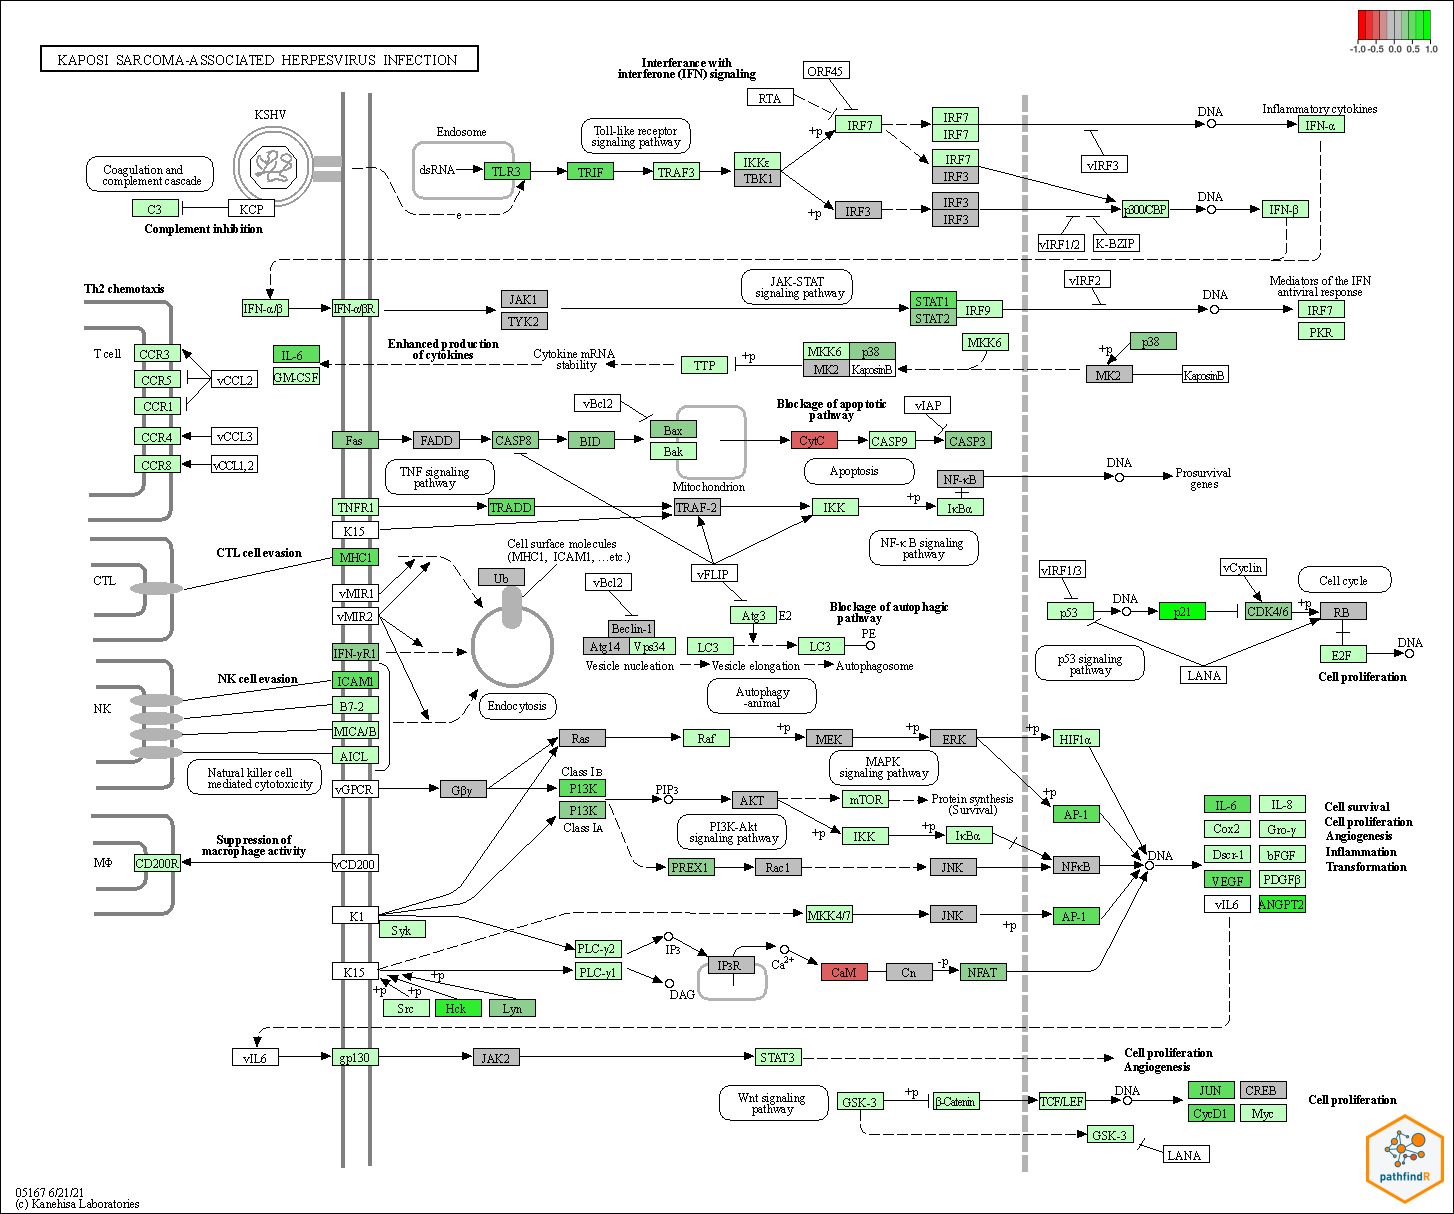 -1.0 -0.5 0.0 0.5 1.0
KAPOSI SARCOMA-ASSOCIATED HERPESVIRUS INFECTION
Interferance with
interferone (IFN) signaling
ORF45
RTA
KSHV
Endosome
Toll-like receptor
signaling pathway
+p
IRF7
IRF7
IRF7
DNA
Inflammatory cytokines
IFN-α
vIRF3
Coagulation and
complement cascade
dsRNA
TLR3
TRIF
TRAF3
IKKε
TBK1
IRF7
IRF3
C3
KCP
e
+p
IRF3
IRF3
IRF3
p300/CBP
DNA
IFN-β
Complement inhibition
vIRF1/2
K-BZIP
Th2 chemotaxis
JAK-STAT
signaling pathway
vIRF2
Mediators of the IFN
antiviral response
IFN-α/β
IFN-α/βR
JAK1
TYK2
STAT1
STAT2
IRF9
DNA
IRF7
PKR
T cell
CCR3
CCR5
CCR1
CCR4
CCR8
vCCL2
vCCL3
vCCL1,2
IL-6
GM-CSF
Enhanced production
of cytokines
Cytokine mRNA
stability
TTP
+p
MKK6
p38
MK2
KaposinB
MKK6
+p
p38
MK2
KaposinB
vBcl2
Blockage of apoptotic
pathway
vIAP
Fas
FADD
CASP8
BID
Bax
Bak
CytC
CASP9
CASP3
TNF signaling
pathway
Mitochondrion
Apoptosis
NF-κB
DNA
Prosurvival
genes
TNFR1
TRADD
TRAF-2
IKK
+p
IκBα
K15
NF-κ B signaling
pathway
CTL cell evasion
MHC1
Cell surface molecules
(MHC1, ICAM1, ...etc.)
CTL
Ub
vBcl2
vFLIP
vIRF1/3
vCyclin
Cell cycle
vMIR1
vMIR2
Atg3
E2
Blockage of autophagic
pathway
p53
DNA
p21
CDK4/6
+p
RB
Beclin-1
Atg14
Vps34
LC3
LC3
PE
IFN-γR1
Vesicle nucleation
Vesicle elongation
Autophagosome
p53 signaling
pathway
E2F
DNA
LANA
Cell proliferation
NK cell evasion
ICAM1
NK
B7-2
MICA/B
AICL
Endocytosis
Autophagy
-animal
Ras
Raf
+p
MEK
+p
ERK
+p
HIF1α
Natural killer cell
mediated cytotoxicity
MAPK
signaling pathway
vGPCR
Gβγ
Class IB
P13K
P13K
Class IA
PIP3
AKT
mTOR
Protein synthesis
(Survival)
+p
AP-1
PI3K-Akt
signaling pathway
+p
IKK
+p
IκBα
IL-6
IL-8
Cox2
Gro-γ
Dscr-1
bFGF
VEGF
PDGFβ
vIL6
ANGPT2
Cell survival
Cell proliferation
Angiogenesis
Inflammation
Transformation
MΦ
CD200R
Suppression of
macrophage activity
vCD200
PREX1
Rac1
JNK
NFκB
DNA
K1
Syk
MKK4/7
JNK
+p
AP-1
PLC-γ2
PLC-γ1
IP3
DAG
IP3R
Ca2+
CaM
Cn
-p
NFAT
K15
+p
+p
+p
Src
Hck
Lyn
vIL6
gp130
JAK2
STAT3
Cell proliferation
Angiogenesis
Wnt signaling
pathway
GSK-3
+p
β-Catenin
TCF/LEF
DNA
JUN
CREB
CycD1
Myc
Cell proliferation
GSK-3
LANA
pathfindR
05167 6/21/21
(c) Kanehisa Laboratories